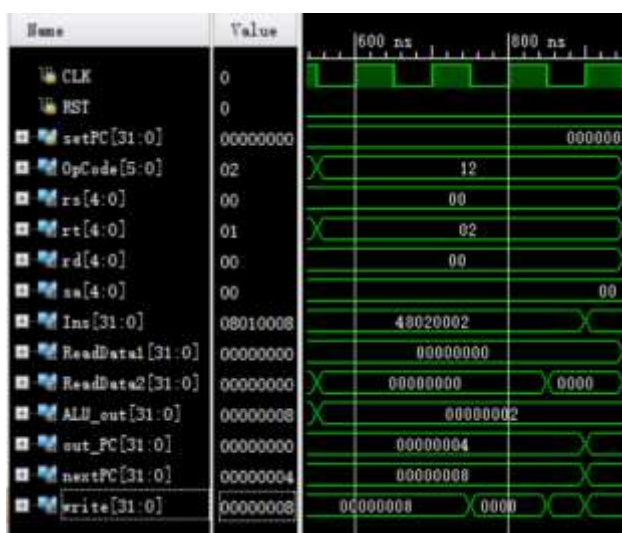 Name Value 600 ns 800 ns
CLK 0
RST 0
setPC[31:0] 00000000 000000
OpCode[5:0] 02 12
rs[4:0] 00 00
rt[4:0] 01 02
rd[4:0] 00 00
sa[4:0] 00 00
Ins[31:0] 08010008 48020002
ReadData1[31:0] 00000000 00000000
ReadData2[31:0] 00000000 00000000 0000
ALU_out[31:0] 00000008 00000002
out_PC[31:0] 00000000 00000004
nextPC[31:0] 00000004 00000008
write[31:0] 00000008 00000008 0000